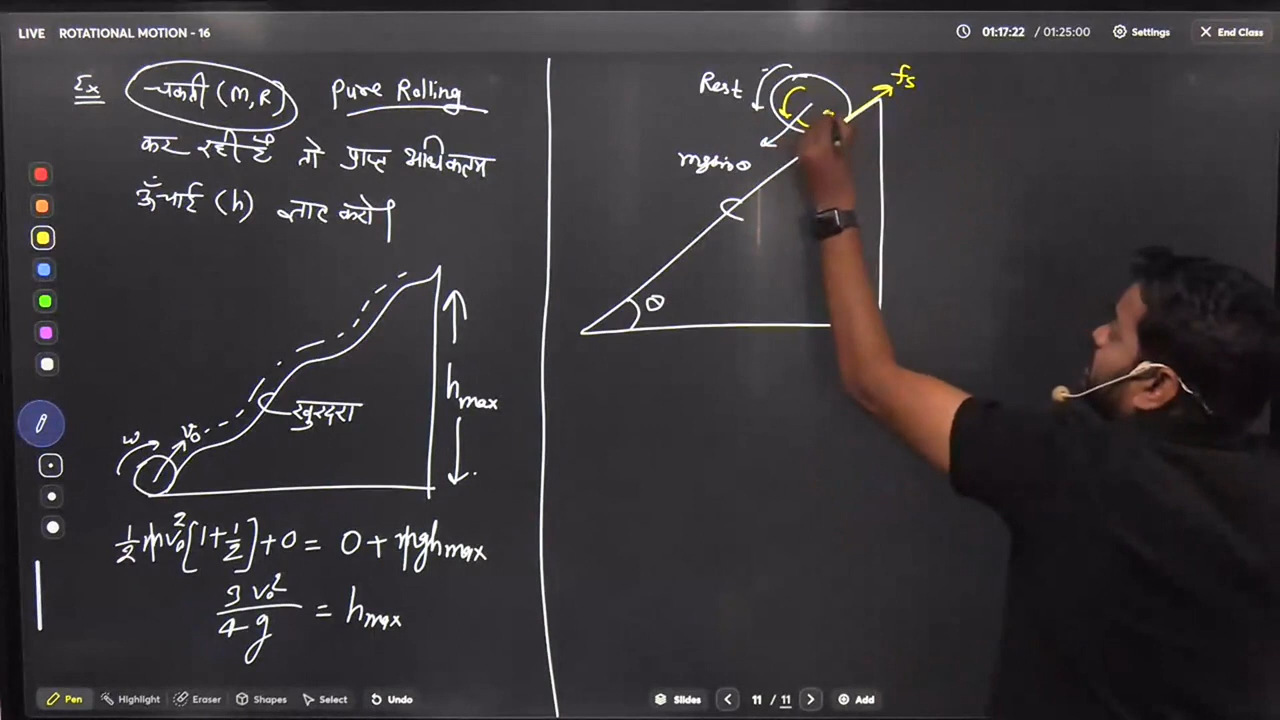 LIVE ROTATIONAL MOTION - 16
01:17:22 / 01:25:00 Settings End Class
Ex चकती (M,R) Pure Rolling
कर रही है तो प्राप्त अधिकतम
ऊँचाई (h) ज्ञात करो।
ω v₀
खुरदरा
hmax
½mv₀²[1+½]+0 = 0+mghmax
3v₀²/4g = hmax
Rest
fs
mgsinθ
θ
Pen Highlight Eraser Shapes Select Undo Slides 11 / 11 Add